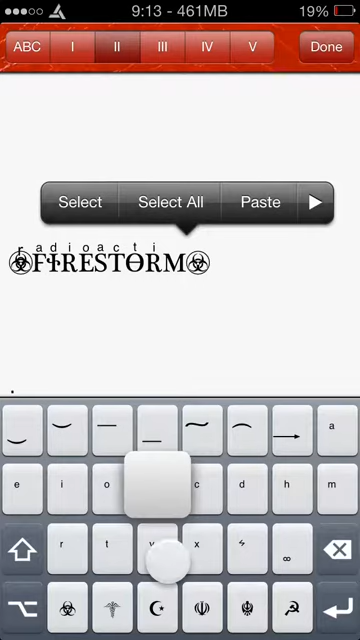 9:13 - 461MB 19%
ABC I II III IV V Done
Select Select All Paste ▶
r a d i o a c t i
☣FIRESTORM☣
.
a
e i o c d h m
r t v x
☣ ⚕ ☪ ☫ ☬ ☭